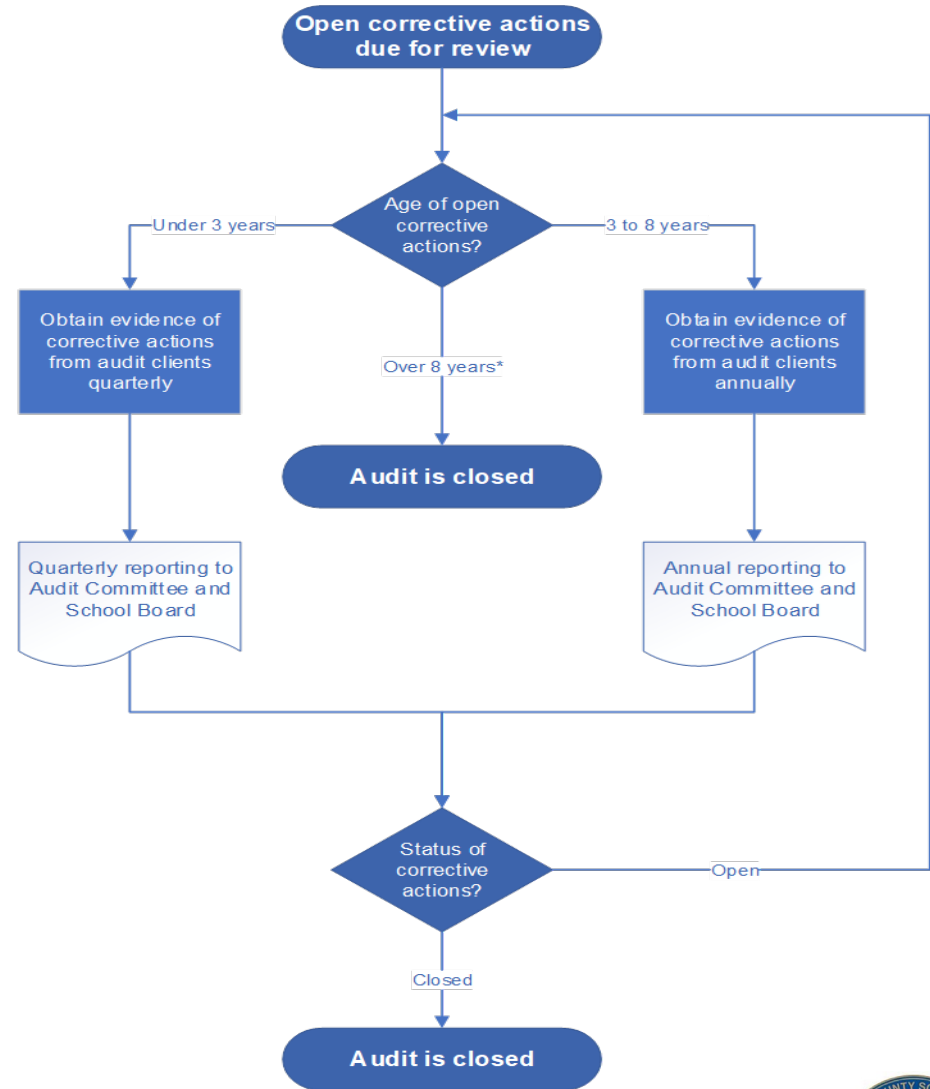 Open corrective actions
due for review
Age of open
corrective
actions?
Under 3 years
3 to 8 years
Obtain evidence of
corrective actions
from audit clients
quarterly
Over 8 years*
Obtain evidence of
corrective actions
from audit clients
annually
Audit is closed
Quarterly reporting to
Audit Committee and
School Board
Annual reporting to
Audit Committee and
School Board
Status of
corrective
actions?
Open
Closed
Audit is closed